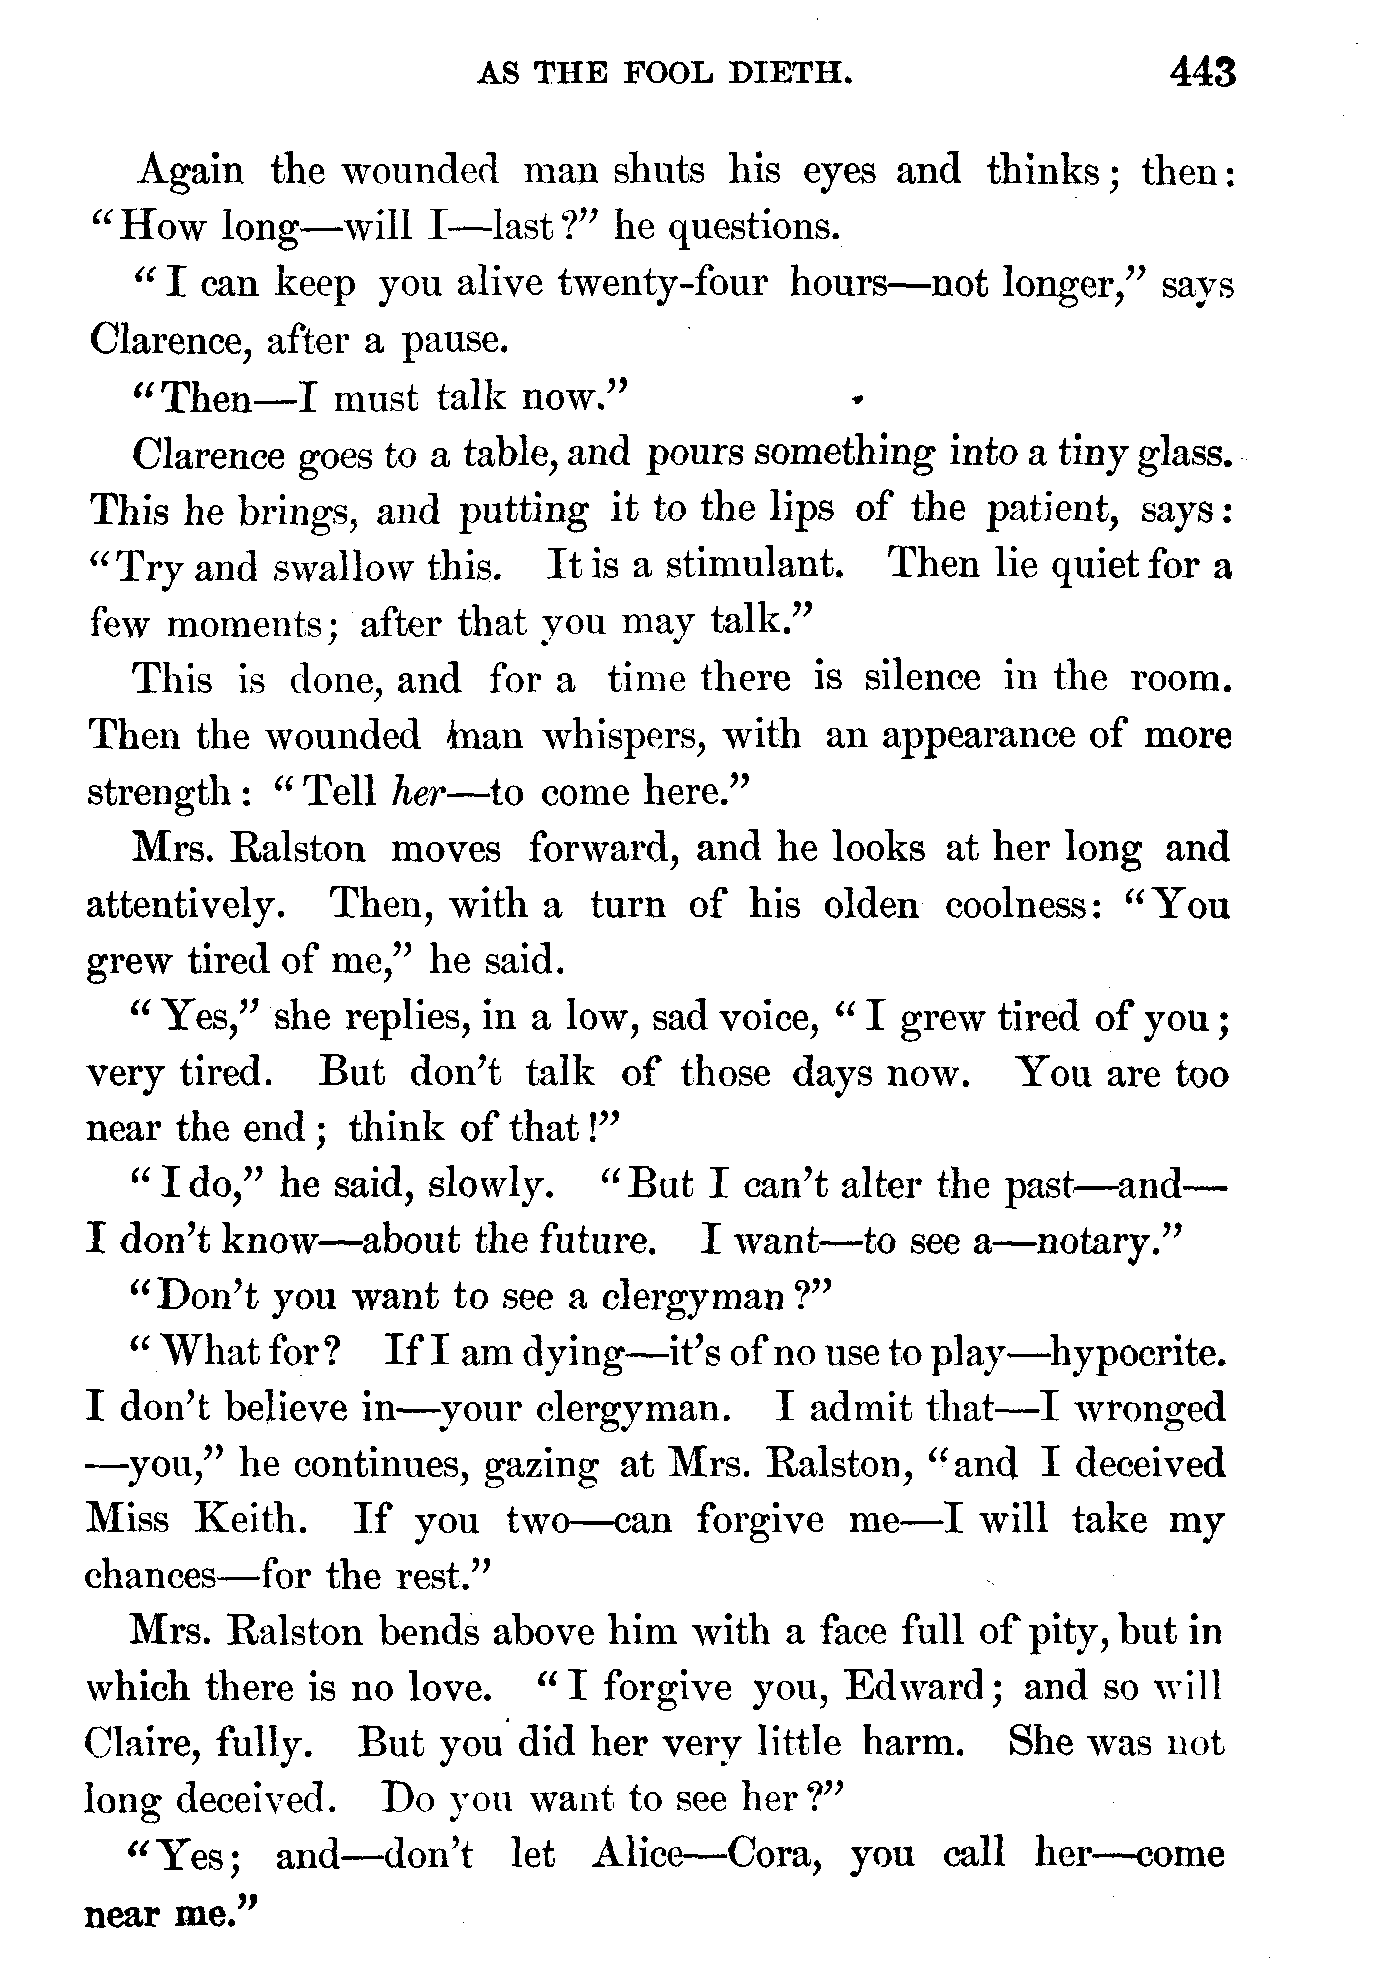 AS THE FOOL DIETH. 443
Again the wounded man shuts his eyes and thinks; then:
"How long—will I—last?" he questions.
"I can keep you alive twenty-four hours—not longer," says
Clarence, after a pause.
"Then—I must talk now."
Clarence goes to a table, and pours something into a tiny glass.
This he brings, and putting it to the lips of the patient, says:
"Try and swallow this. It is a stimulant. Then lie quiet for a
few moments; after that you may talk."
This is done, and for a time there is silence in the room.
Then the wounded man whispers, with an appearance of more
strength: "Tell her—to come here."
Mrs. Ralston moves forward, and he looks at her long and
attentively. Then, with a turn of his olden coolness: "You
grew tired of me," he said.
"Yes," she replies, in a low, sad voice, "I grew tired of you;
very tired. But don't talk of those days now. You are too
near the end; think of that!"
"I do," he said, slowly. "But I can't alter the past—and—
I don't know—about the future. I want—to see a—notary."
"Don't you want to see a clergyman?"
"What for? If I am dying—it's of no use to play—hypocrite.
I don't believe in—your clergyman. I admit that—I wronged
—you," he continues, gazing at Mrs. Ralston, "and I deceived
Miss Keith. If you two—can forgive me—I will take my
chances—for the rest."
Mrs. Ralston bends above him with a face full of pity, but in
which there is no love. "I forgive you, Edward; and so will
Claire, fully. But you did her very little harm. She was not
long deceived. Do you want to see her?"
"Yes; and—don't let Alice—Cora, you call her—come
near me."